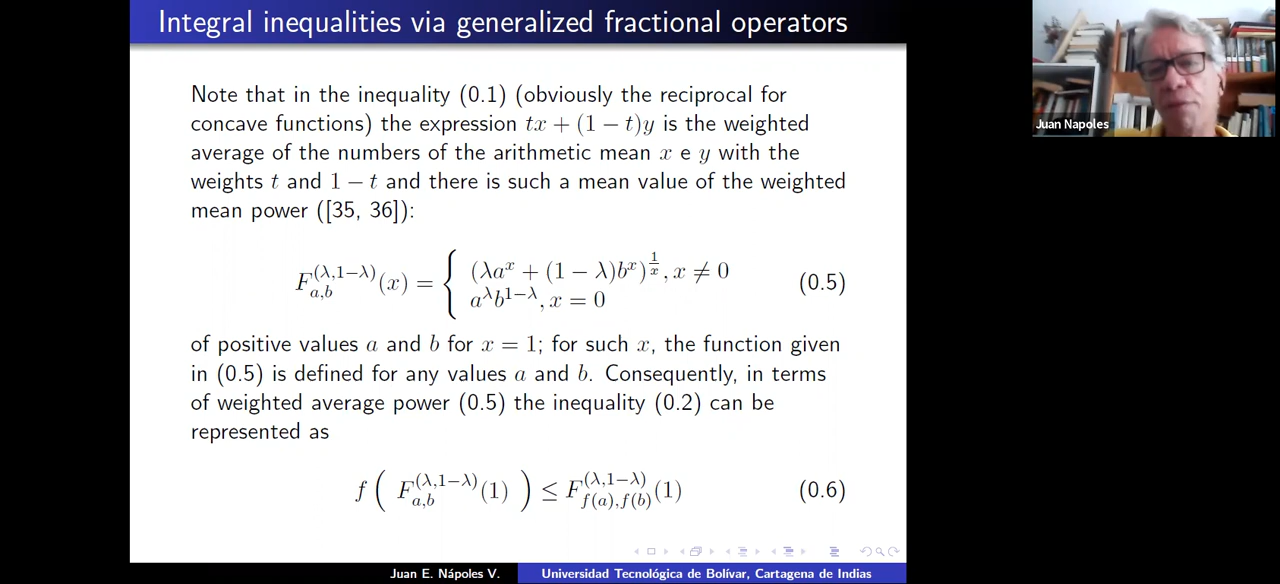 Integral inequalities via generalized fractional operators
Note that in the inequality (0.1) (obviously the reciprocal for
concave functions) the expression tx + (1 − t)y is the weighted
average of the numbers of the arithmetic mean x e y with the
weights t and 1 − t and there is such a mean value of the weighted
mean power ([35, 36]):
F_{a,b}^{(λ,1−λ)}(x) = { (λa^x + (1 − λ)b^x)^{1/x}, x ≠ 0
a^λ b^{1−λ}, x = 0 (0.5)
of positive values a and b for x = 1; for such x, the function given
in (0.5) is defined for any values a and b. Consequently, in terms
of weighted average power (0.5) the inequality (0.2) can be
represented as
f ( F_{a,b}^{(λ,1−λ)}(1) ) ≤ F_{f(a),f(b)}^{(λ,1−λ)}(1) (0.6)
Juan E. Nápoles V. Universidad Tecnológica de Bolívar, Cartagena de Indias
Juan Napoles